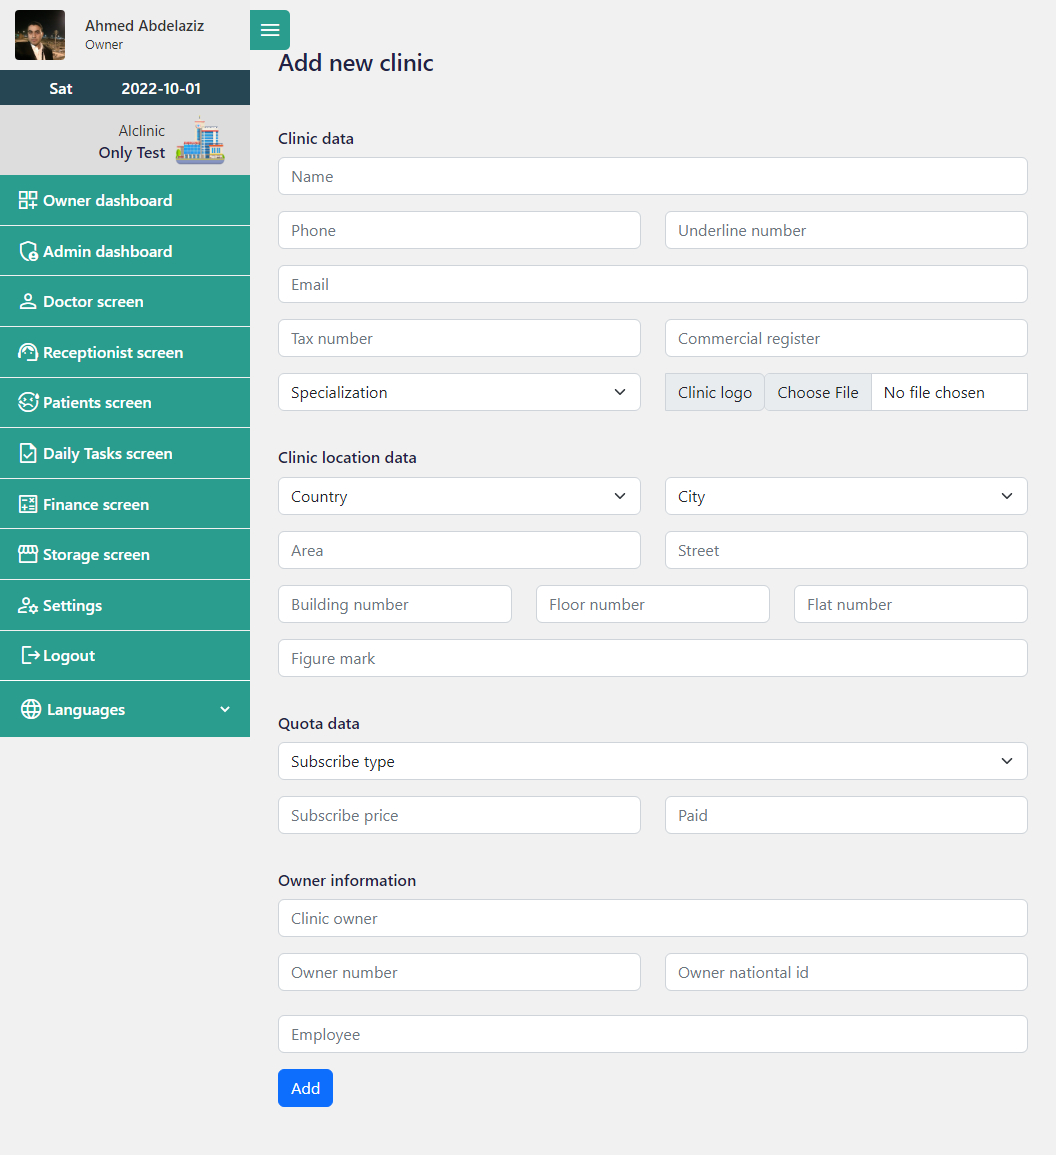 Ahmed Abdelaziz
Owner
Sat 2022-10-01
Alclinic
Only Test
Owner dashboard
Admin dashboard
Doctor screen
Receptionist screen
Patients screen
Daily Tasks screen
Finance screen
Storage screen
Settings
Logout
Languages
Add new clinic
Clinic data
Name
Phone Underline number
Email
Tax number Commercial register
Specialization Clinic logo Choose File No file chosen
Clinic location data
Country City
Area Street
Building number Floor number Flat number
Figure mark
Quota data
Subscribe type
Subscribe price Paid
Owner information
Clinic owner
Owner number Owner nationtal id
Employee
Add